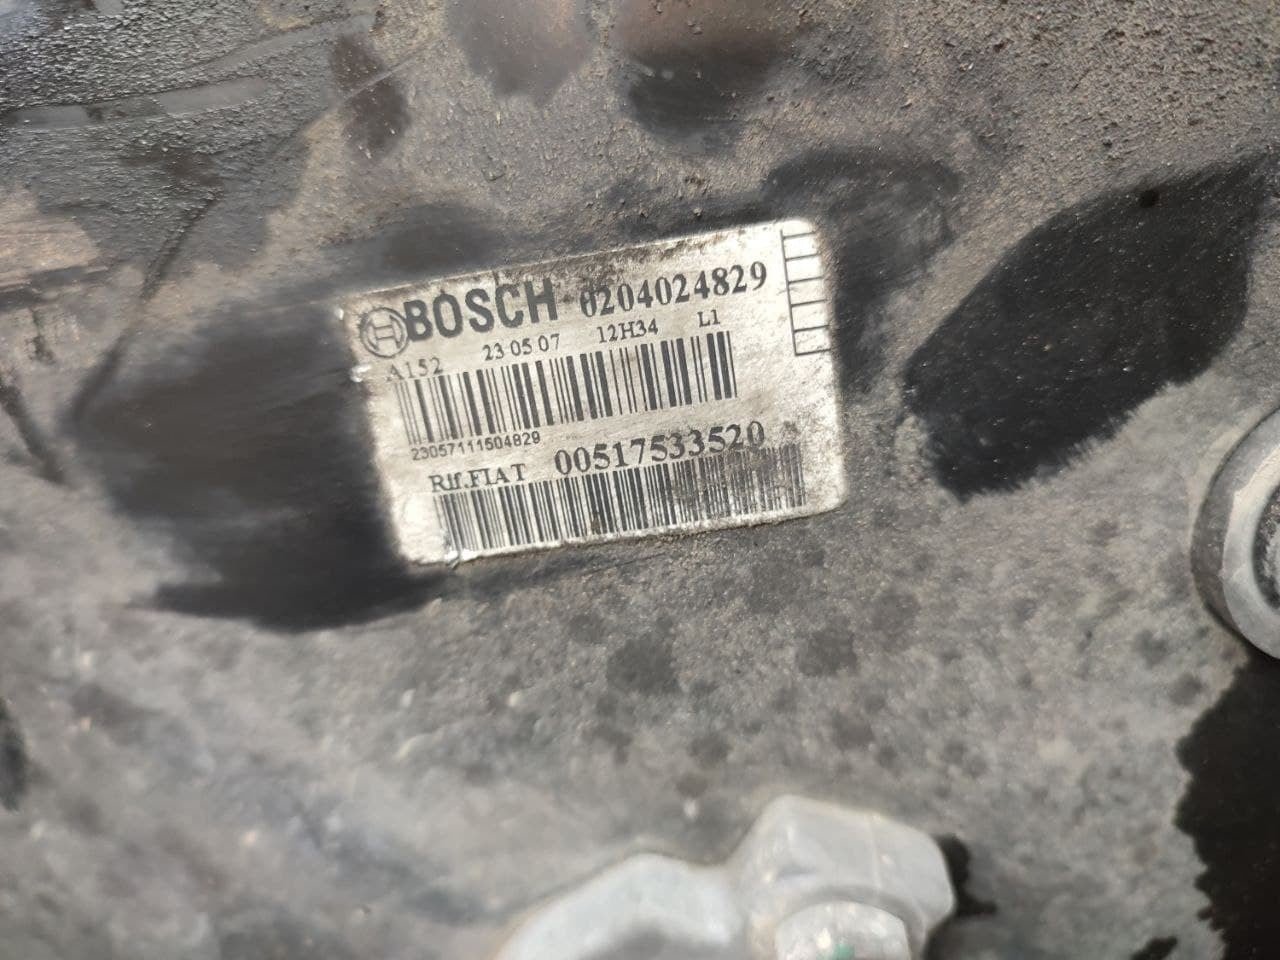 BOSCH 0204024829
A152 23 05 07 12H34 L1
23057111504829
Rif.FIAT 00517533520